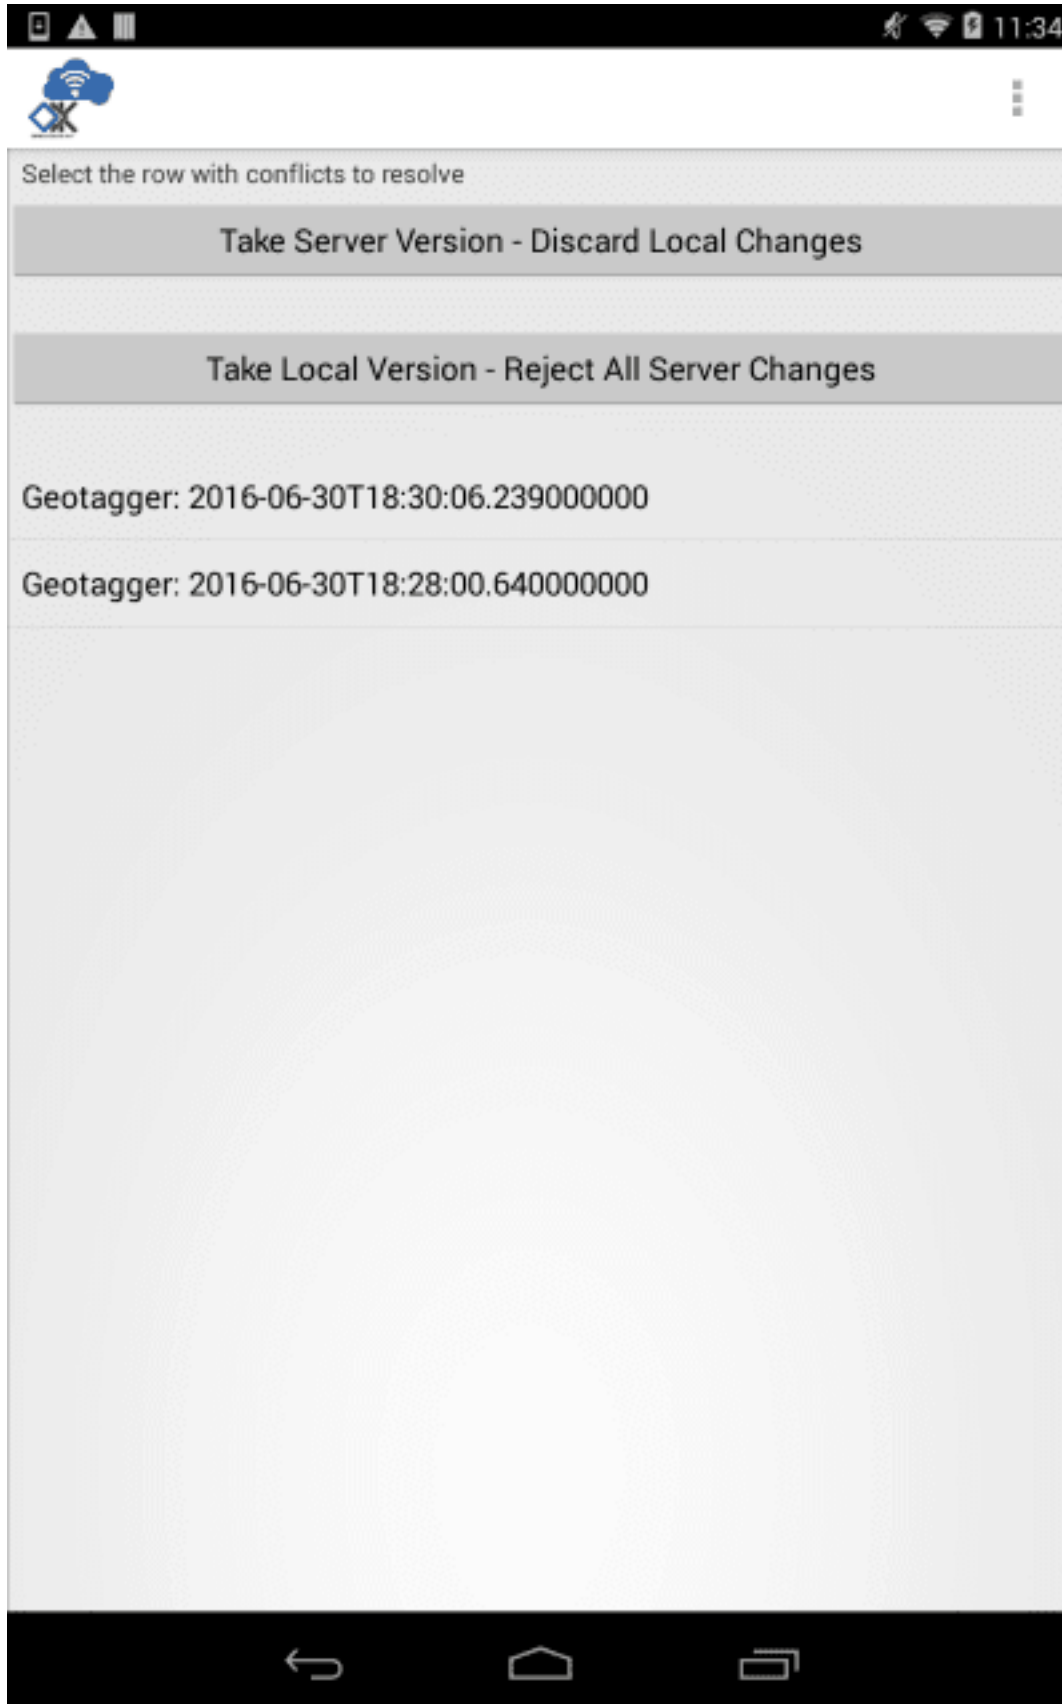 11:34
Select the row with conflicts to resolve
Take Server Version - Discard Local Changes
Take Local Version - Reject All Server Changes
Geotagger: 2016-06-30T18:30:06.239000000
Geotagger: 2016-06-30T18:28:00.640000000